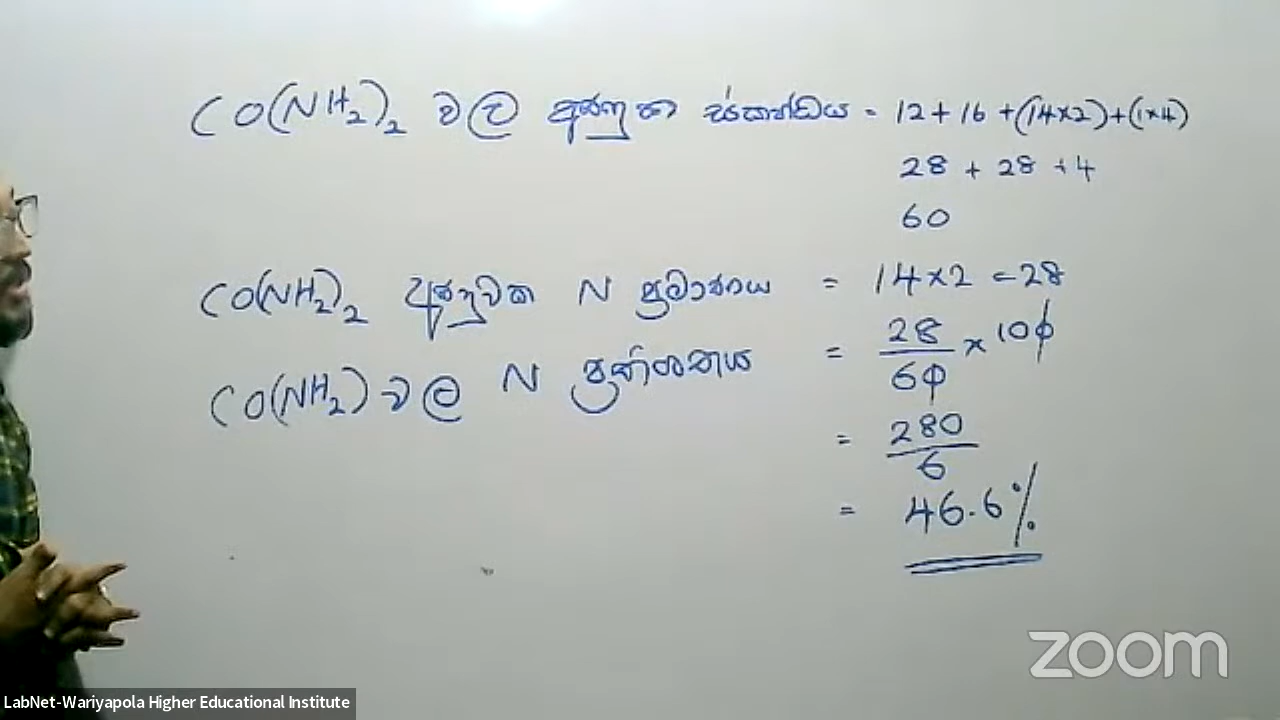 CO(NH₂)₂ වල අණුක ස්කන්ධය = 12 + 16 + (14×2) + (1×4)
28 + 28 + 4
60
CO(NH₂)₂ අණුවක N ප්‍රමාණය = 14×2 = 28
CO(NH₂) වල N ප්‍රතිශතය = 28/60 × 100
= 280/6
= 46.6%
zoom
LabNet-Wariyapola Higher Educational Institute